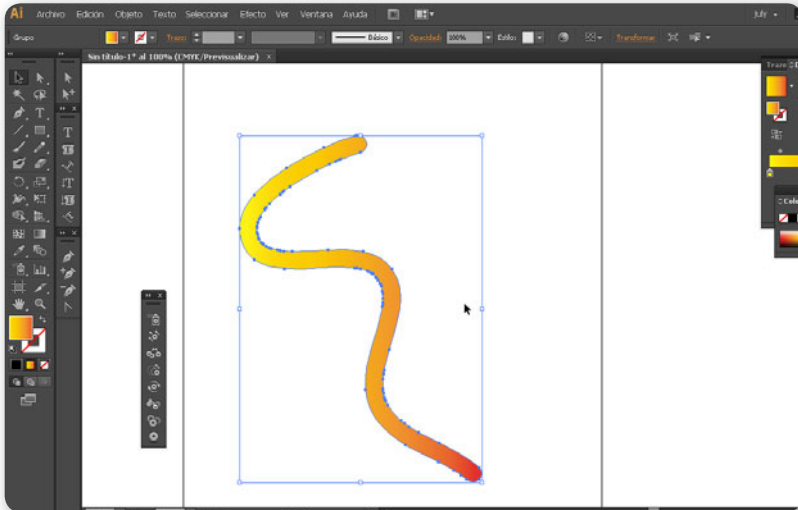 Ai Archivo Edición Objeto Texto Seleccionar Efecto Ver Ventana Ayuda
Grupo Trazo: Básico Opacidad: 100% Estilo: Transformar
Sin título-1* al 100% (CMYK/Previsualizar) ×
Trazo